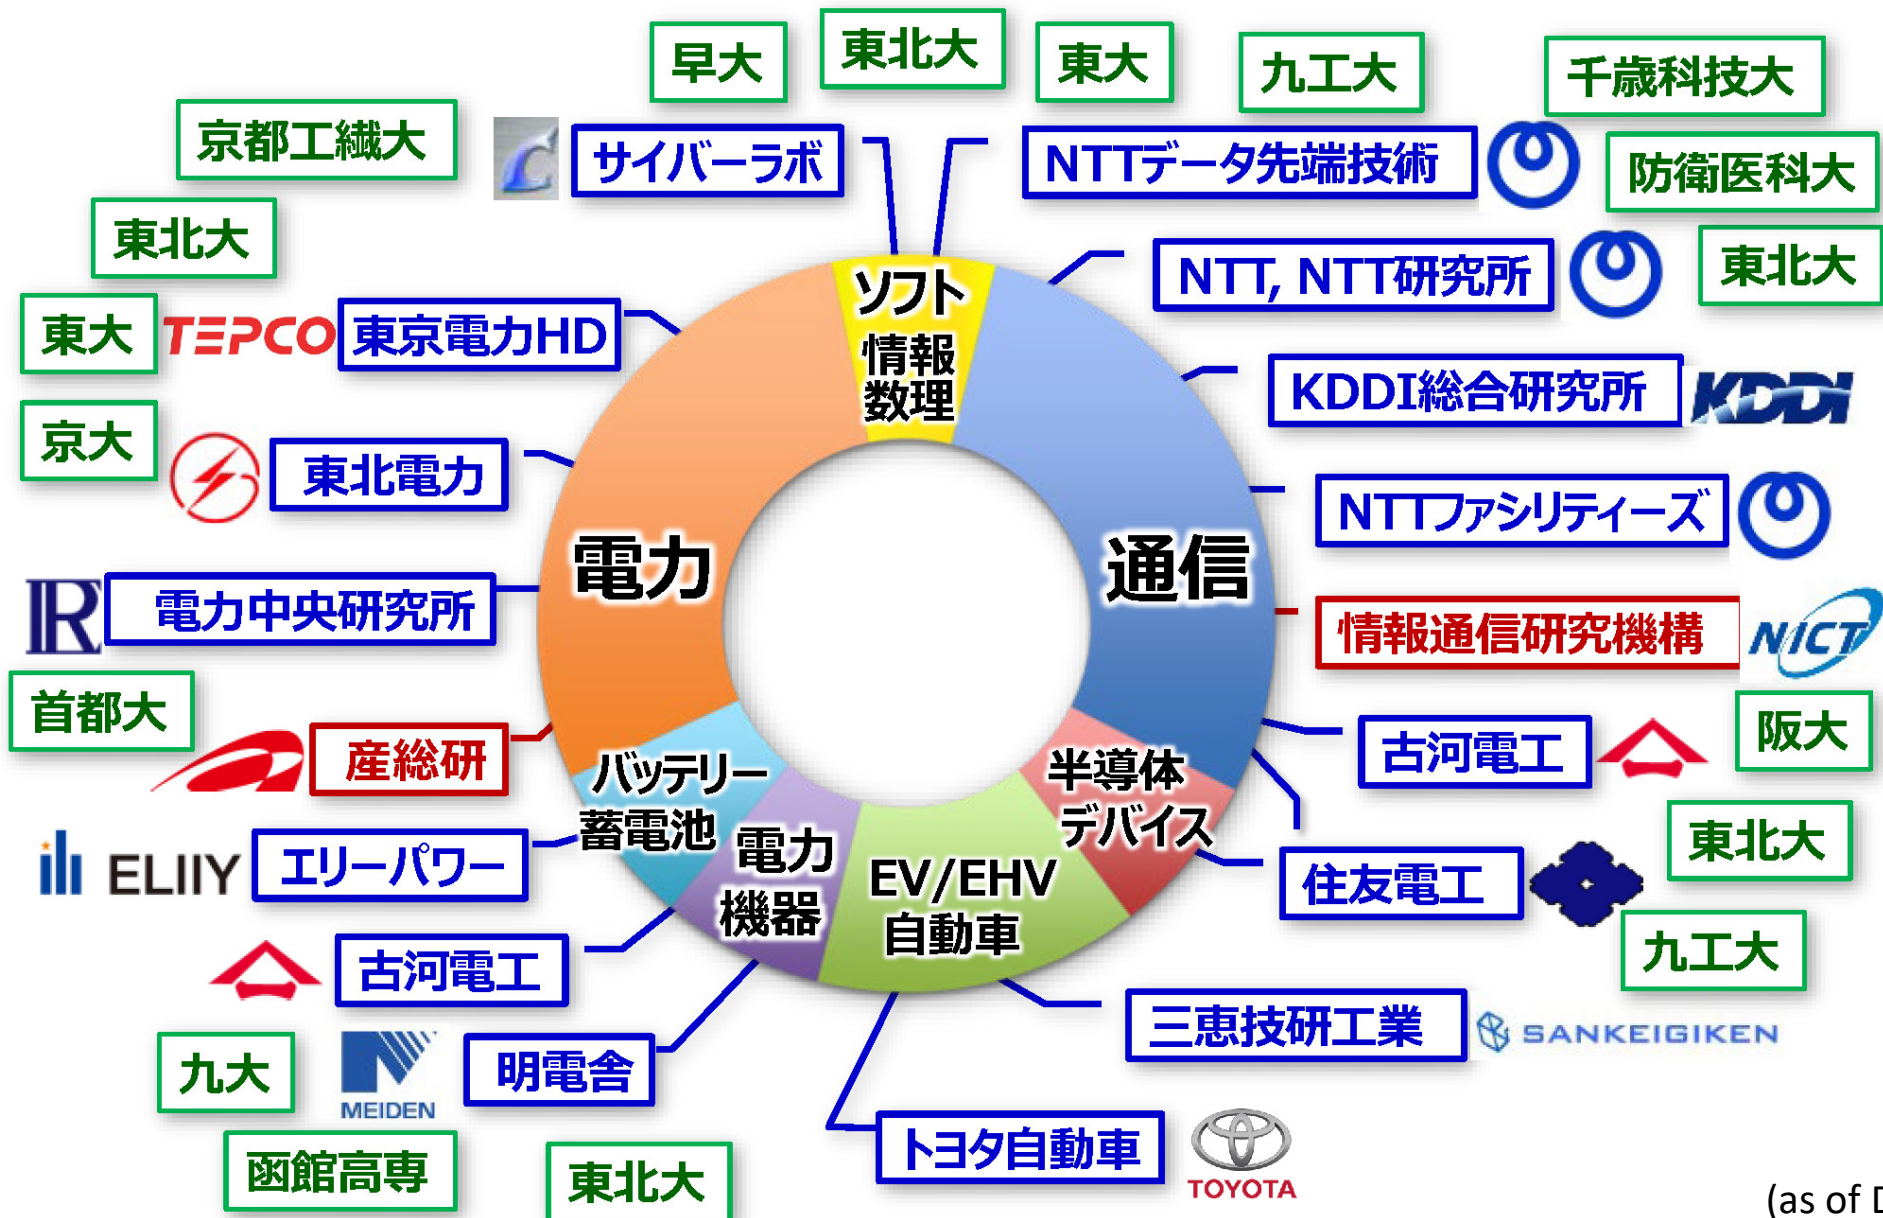 早大
東北大
東大
九工大
千歳科技大
京都工繊大
サイバーラボ
NTTデータ先端技術
防衛医科大
東北大
NTT, NTT研究所
東北大
ソフト
情報
数理
東大
TEPCO
東京電力HD
KDDI総合研究所
KDDI
京大
東北電力
NTTファシリティーズ
電力
通信
電力中央研究所
情報通信研究機構
NICT
首都大
産総研
古河電工
阪大
バッテリー
蓄電池
半導体
デバイス
ELIIY
エリーパワー
電力
機器
EV/EHV
自動車
住友電工
東北大
古河電工
九工大
三恵技研工業
SANKEIGIKEN
九大
MEIDEN
明電舎
トヨタ自動車
TOYOTA
函館高専
東北大
(as of D